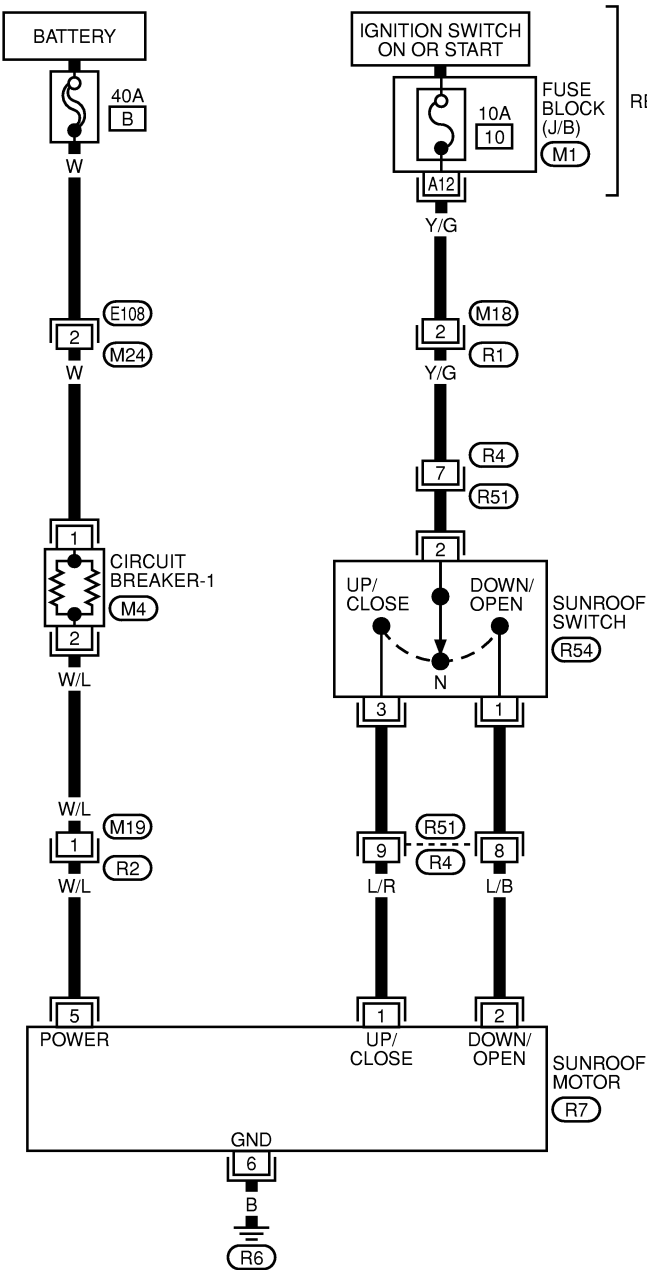 BATTERY
40A
B
W
E108
2
M24
W
1
CIRCUIT
BREAKER-1
M4
2
W/L
W/L
M19
1
R2
W/L
5
POWER
IGNITION SWITCH
ON OR START
FUSE
BLOCK
(J/B)
M1
10A
10
A12
Y/G
M18
2
R1
Y/G
R4
7
R51
2
UP/
CLOSE
DOWN/
OPEN
N
SUNROOF
SWITCH
R54
3
1
R51
9
8
R4
L/R
L/B
1
2
UP/
CLOSE
DOWN/
OPEN
SUNROOF
MOTOR
R7
GND
6
B
R6